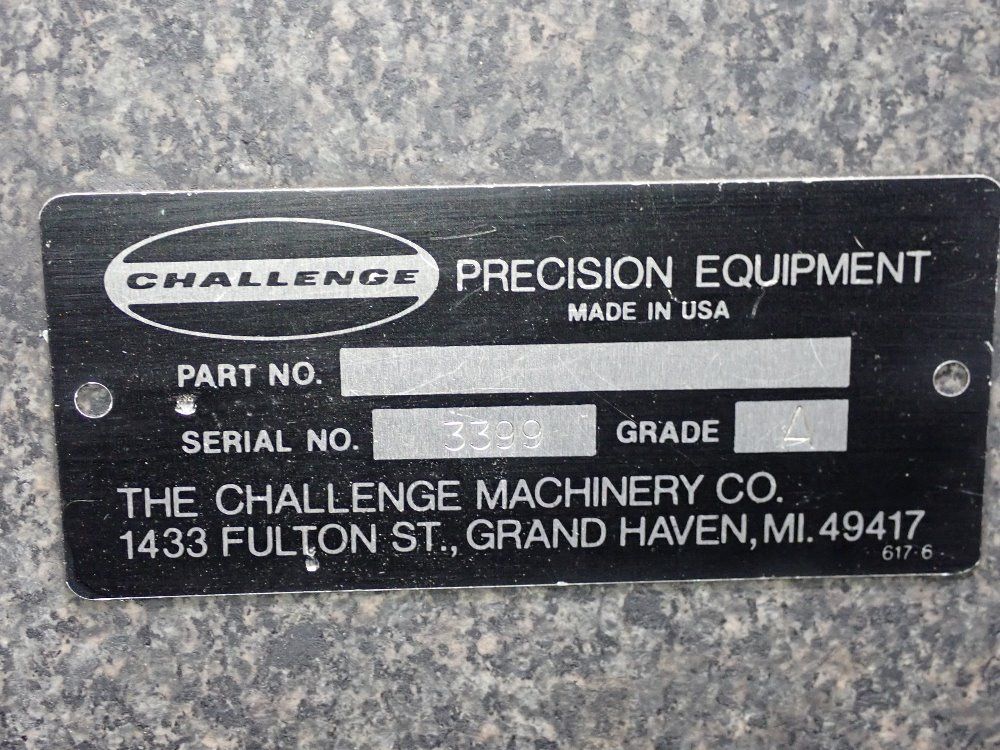 CHALLENGE PRECISION EQUIPMENT
MADE IN USA
PART NO.
SERIAL NO. 3399 GRADE A
THE CHALLENGE MACHINERY CO.
1433 FULTON ST., GRAND HAVEN, MI. 49417
617-6